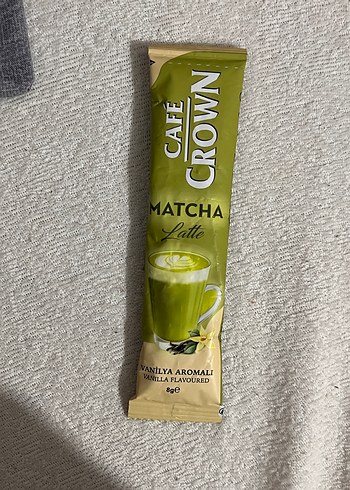 CAFÉ
CROWN
MATCHA
Latte
VANİLYA AROMALI
VANILLA FLAVOURED
8g℮